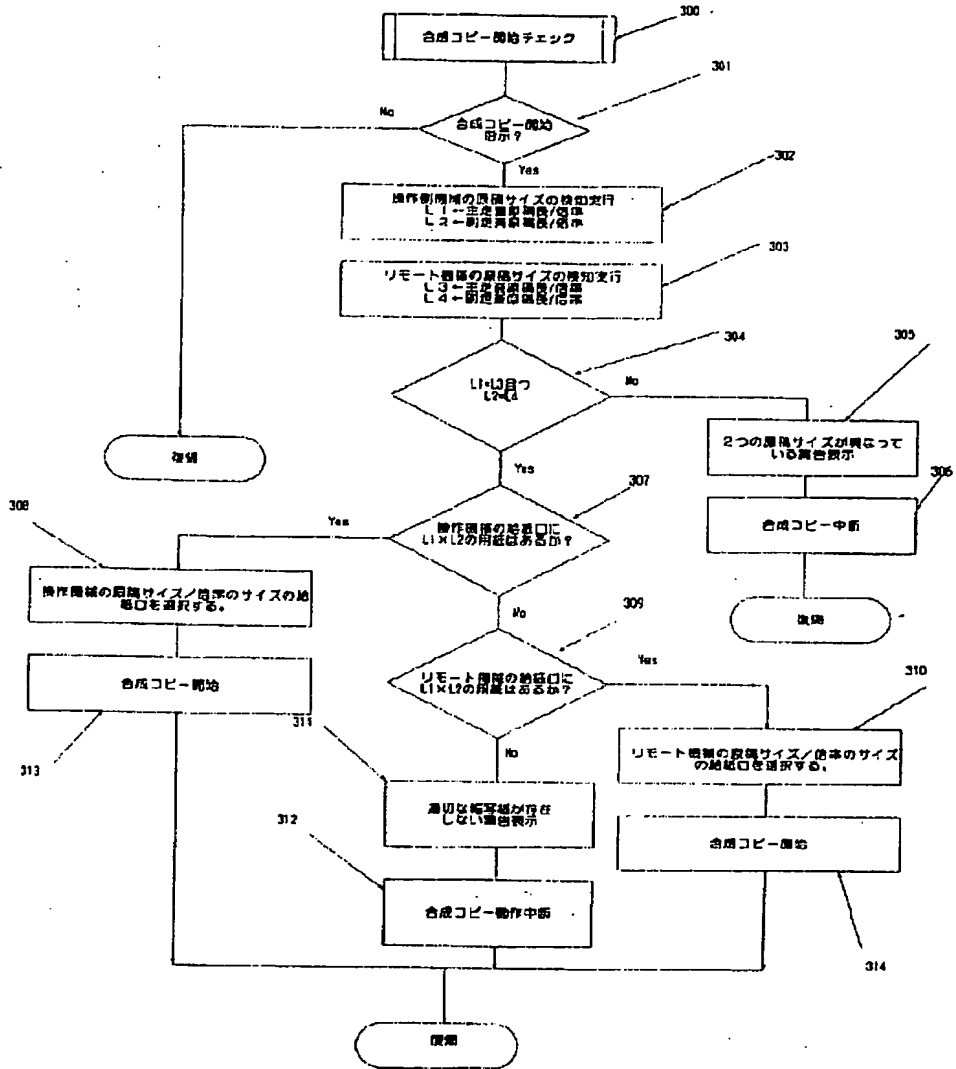 300
合成コピー開始チェック
301
No
合成コピー開始
指示？
Yes
302
操作側機械の原稿サイズの検知実行
L1←主走査原稿長/倍率
L2←副走査原稿長/倍率
303
リモート機械の原稿サイズの検知実行
L3←主走査原稿長/倍率
L4←副走査原稿長/倍率
304
L1=L3且つ
L2=L4
No
305
復帰
2つの原稿サイズが異なって
いる警告表示
Yes
306
307
308
Yes
操作機械の給紙口に
L1×L2の用紙はあるか？
合成コピー中断
操作機械の原稿サイズ／倍率のサイズの給
紙口を選択する。
No
309
復帰
合成コピー開始
リモート機械の給紙口に
L1×L2の用紙はあるか？
Yes
310
311
313
No
リモート機械の原稿サイズ／倍率のサイズ
の給紙口を選択する。
312
適切な転写紙が存在
しない警告表示
合成コピー開始
合成コピー動作中断
314
復帰